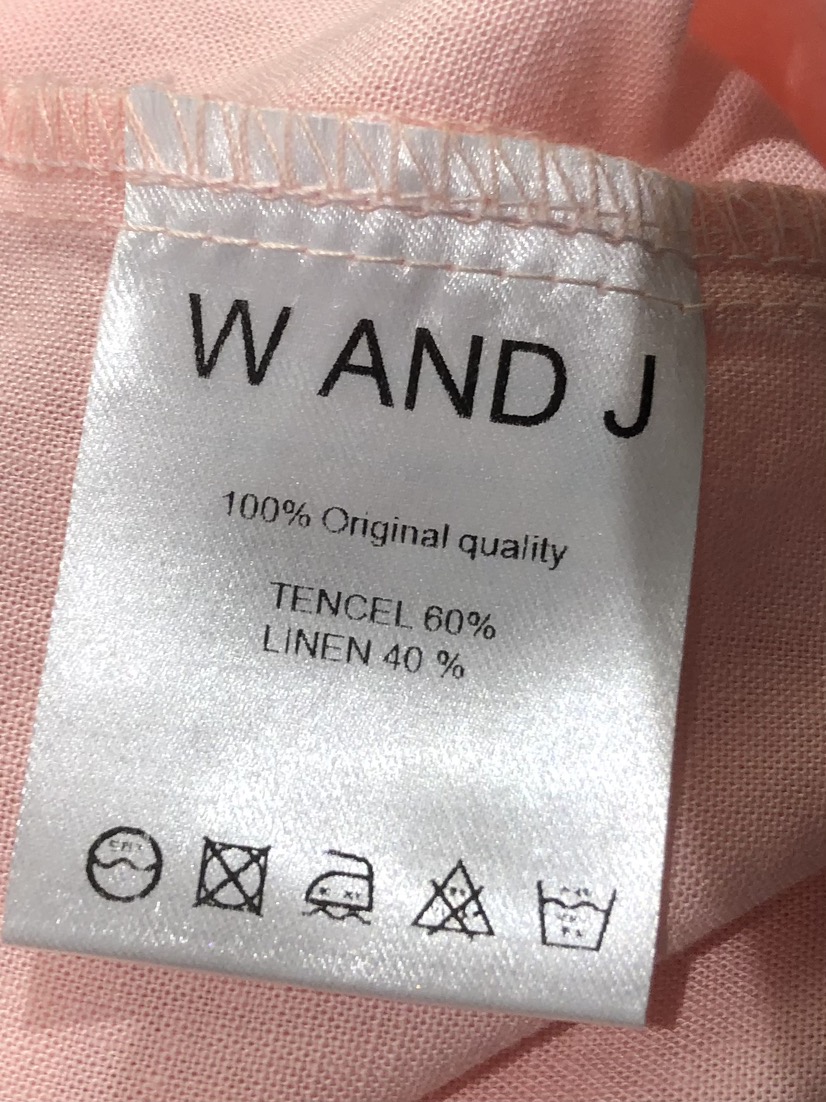 W AND J
100% Original quality
TENCEL 60%
LINEN 40 %